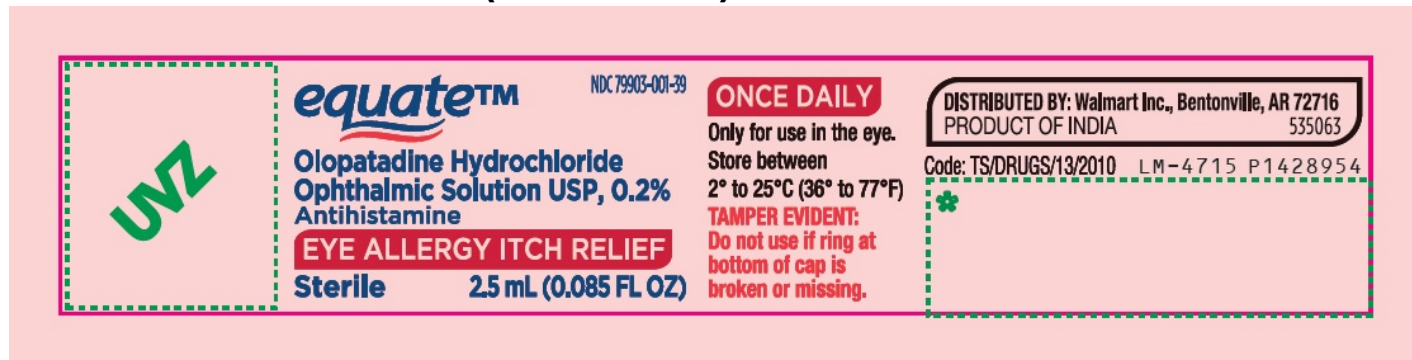 UVZ
equate™
NDC 79903-001-39
Olopatadine Hydrochloride
Ophthalmic Solution USP, 0.2%
Antihistamine
EYE ALLERGY ITCH RELIEF
Sterile 2.5 mL (0.085 FL OZ)
ONCE DAILY
Only for use in the eye.
Store between
2° to 25°C (36° to 77°F)
TAMPER EVIDENT:
Do not use if ring at
bottom of cap is
broken or missing.
DISTRIBUTED BY: Walmart Inc., Bentonville, AR 72716
PRODUCT OF INDIA 535063
Code: TS/DRUGS/13/2010 LM-4715 P1428954
*